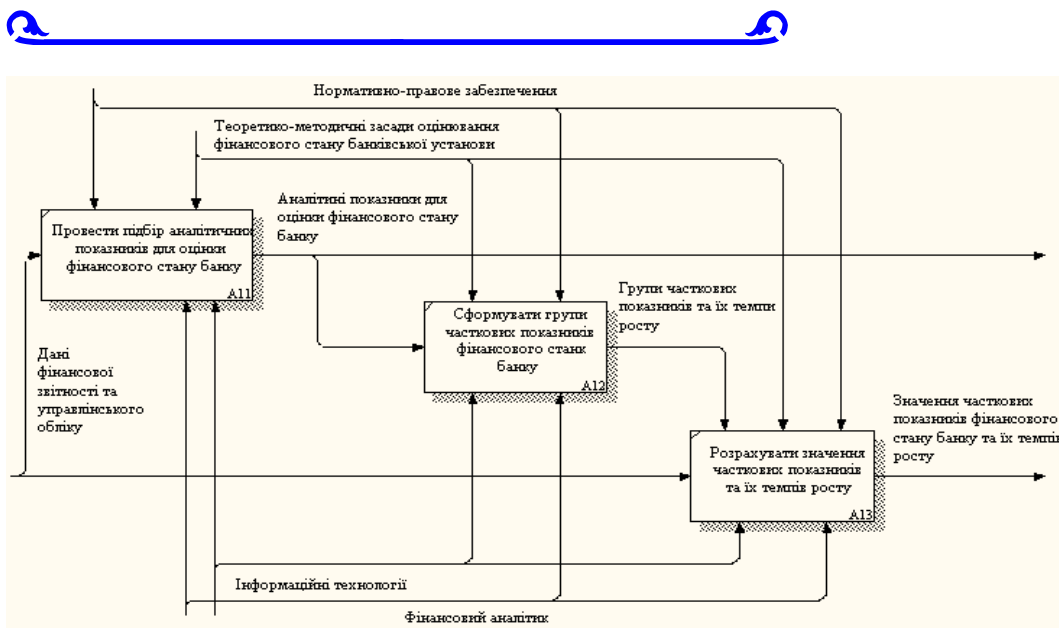 Нормативно-правове забезпечення
Теоретико-методичні засади оцінювання
фінансового стану банківської установи
Аналітині показники для
оцінки фінансового стану
банку
Провести підбір аналітичних
показників для оцінки
фінансового стану банку
A11
Групи часткових
показників та їх темпи
росту
Сформувати групи
часткових показників
фінансового станк
банку
A12
Дані
фінансової
звітності та
управлінського
обліку
Значення часткових
показників фінансового
стану банку та їх темпів
росту
Розрахувати значення
часткових показників
та їх темпів росту
A13
Інформаційні технології
Фінансовий аналітик